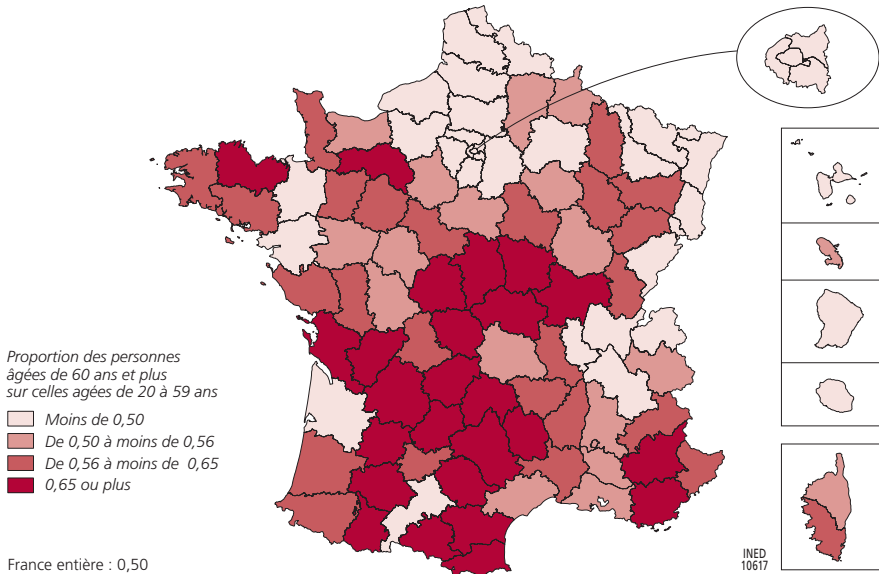 Proportion des personnes
âgées de 60 ans et plus
sur celles agées de 20 à 59 ans
Moins de 0,50
De 0,50 à moins de 0,56
De 0,56 à moins de 0,65
0,65 ou plus
France entière : 0,50
INED
10617